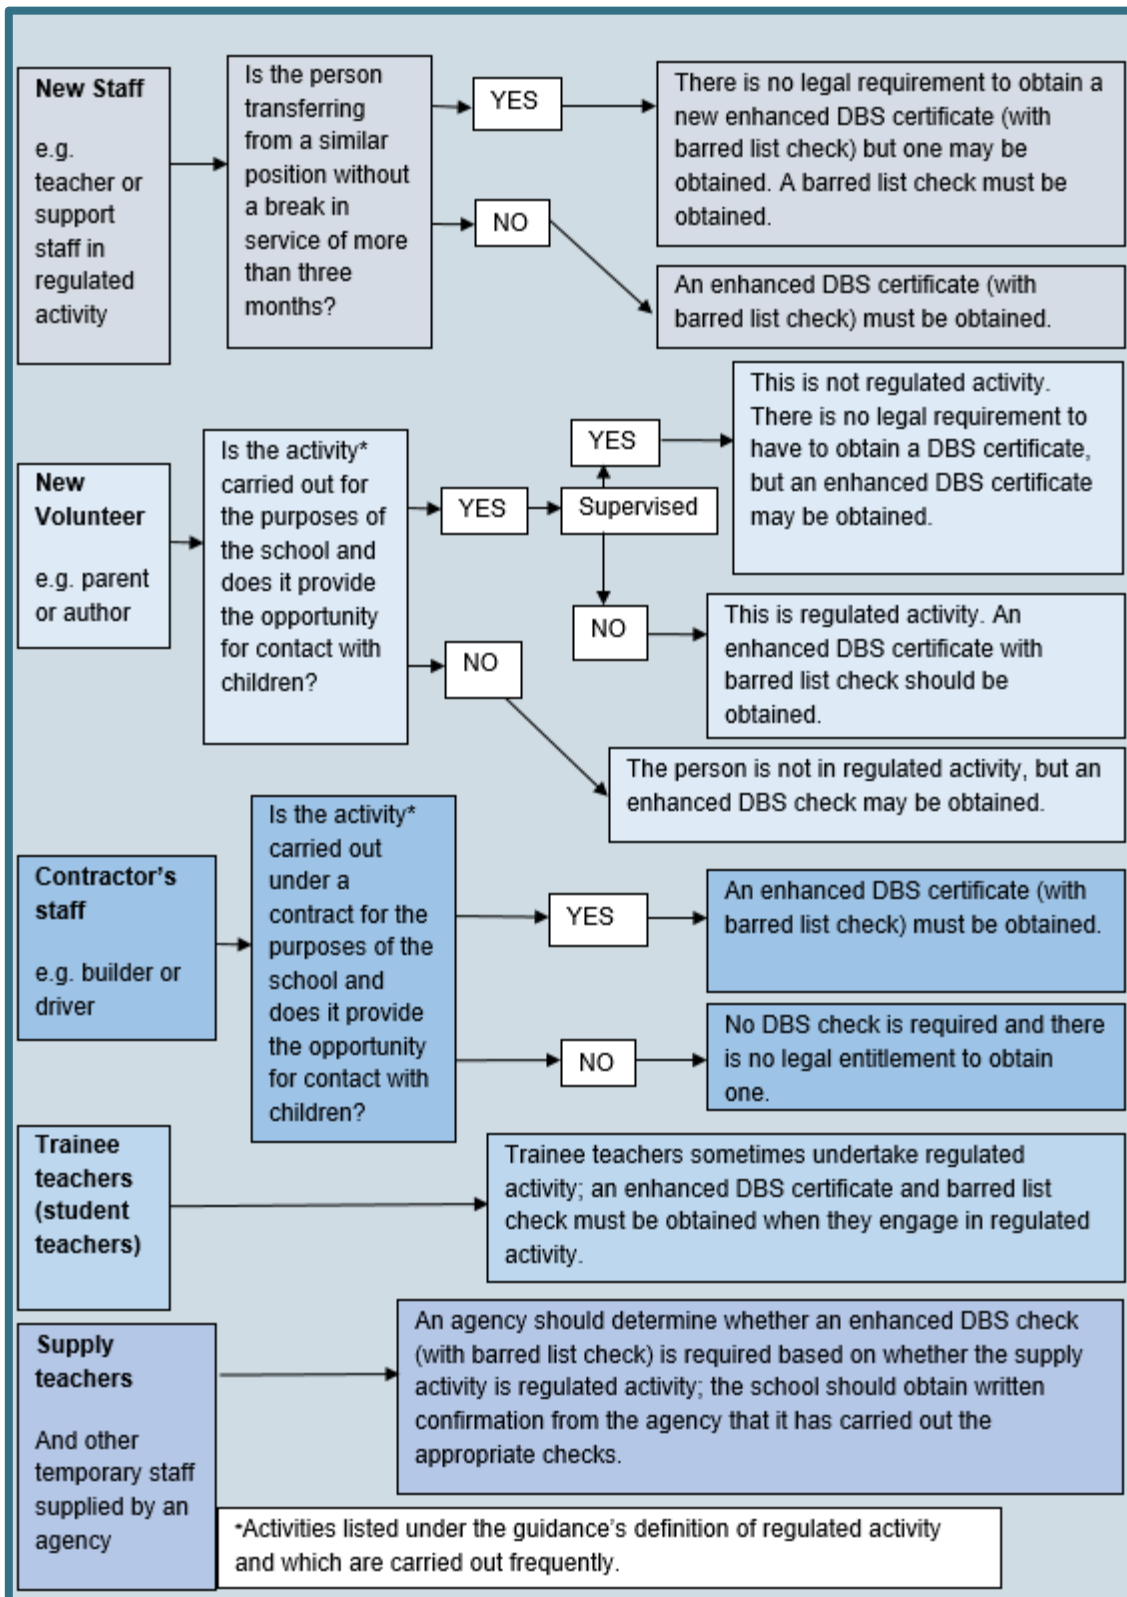 New Staff
e.g.
teacher or
support
staff in
regulated
activity
Is the person
transferring
from a similar
position without
a break in
service of more
than three
months?
YES
There is no legal requirement to obtain a
new enhanced DBS certificate (with
barred list check) but one may be
obtained. A barred list check must be
obtained.
NO
An enhanced DBS certificate (with
barred list check) must be obtained.
New
Volunteer
e.g. parent
or author
Is the activity*
carried out for
the purposes of
the school and
does it provide
the opportunity
for contact with
children?
YES
Supervised
YES
This is not regulated activity.
There is no legal requirement to
have to obtain a DBS certificate,
but an enhanced DBS certificate
may be obtained.
NO
This is regulated activity. An
enhanced DBS certificate with
barred list check should be
obtained.
NO
The person is not in regulated activity, but an
enhanced DBS check may be obtained.
Contractor's
staff
e.g. builder or
driver
Is the activity*
carried out
under a
contract for the
purposes of the
school and
does it provide
the opportunity
for contact with
children?
YES
An enhanced DBS certificate (with
barred list check) must be obtained.
NO
No DBS check is required and there
is no legal entitlement to obtain
one.
Trainee
teachers
(student
teachers)
Trainee teachers sometimes undertake regulated
activity; an enhanced DBS certificate and barred list
check must be obtained when they engage in regulated
activity.
Supply
teachers
And other
temporary staff
supplied by an
agency
An agency should determine whether an enhanced DBS check
(with barred list check) is required based on whether the supply
activity is regulated activity; the school should obtain written
confirmation from the agency that it has carried out the
appropriate checks.
*Activities listed under the guidance's definition of regulated activity
and which are carried out frequently.